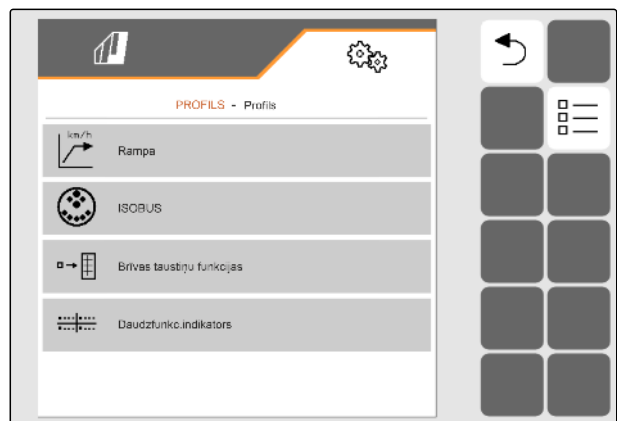 PROFILS - Profils
km/h
Rampa
ISOBUS
Brīvas taustiņu funkcijas
Daudzfunkc.indikators